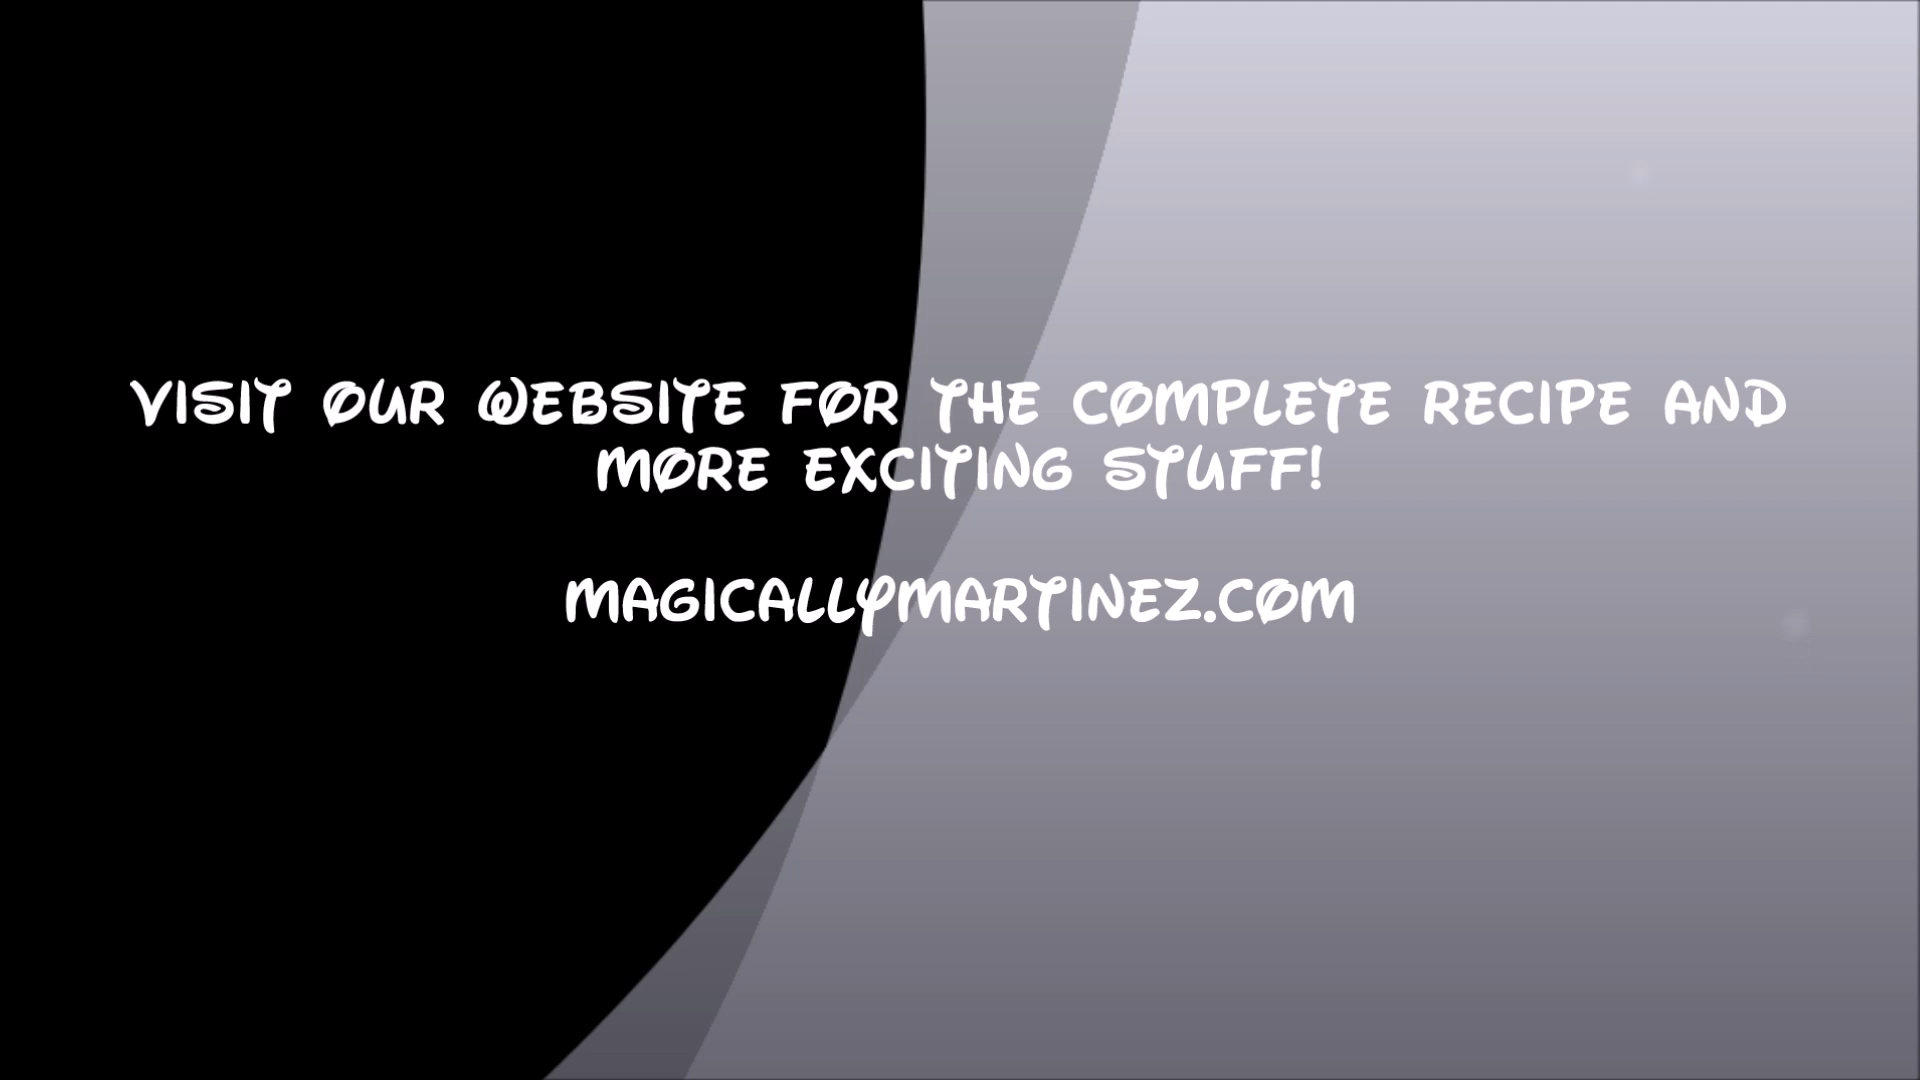 VISIT OUR WEBSITE FOR THE COMPLETE RECIPE AND
MORE EXCITING STUFF!
MAGICALLYMARTINEZ.COM